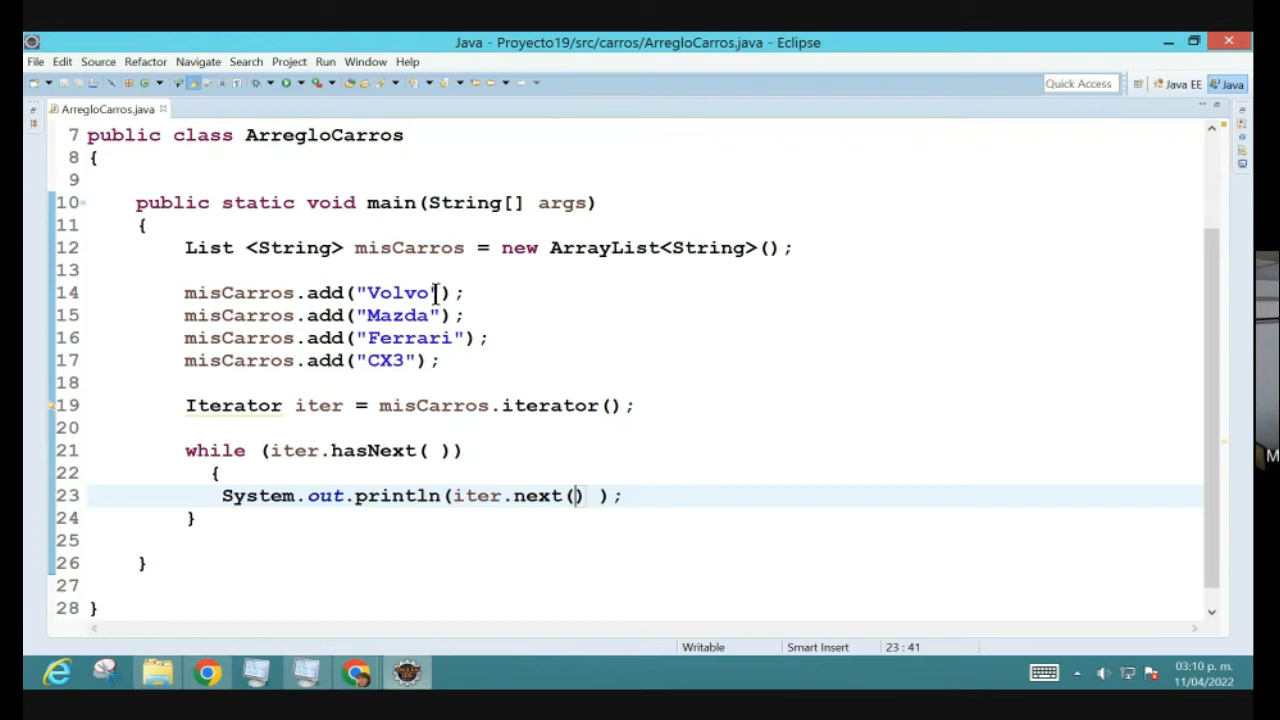 Java - Proyecto19/src/carros/ArregloCarros.java - Eclipse
File Edit Source Refactor Navigate Search Project Run Window Help
Quick Access Java EE Java
ArregloCarros.java
7 public class ArregloCarros
8 {
9
10 public static void main(String[] args)
11 {
12 List <String> misCarros = new ArrayList<String>();
13
14 misCarros.add("Volvo");
15 misCarros.add("Mazda");
16 misCarros.add("Ferrari");
17 misCarros.add("CX3");
18
19 Iterator iter = misCarros.iterator();
20
21 while (iter.hasNext( ))
22 {
23 System.out.println(iter.next() );
24 }
25
26 }
27
28 }
M
Writable Smart Insert 23 : 41
03:10 p. m.
11/04/2022